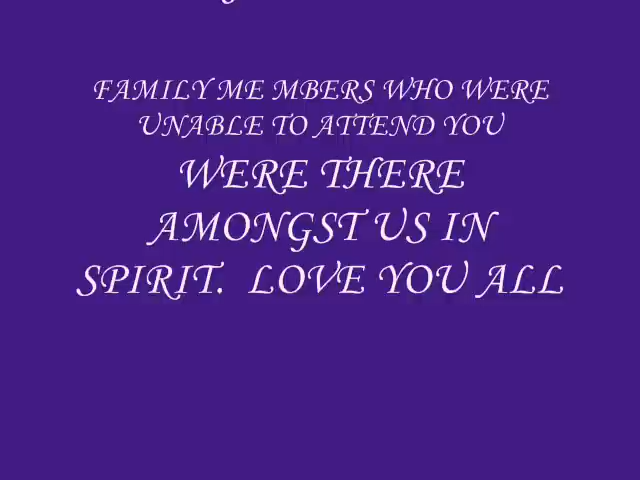 FAMILY ME MBERS WHO WERE
UNABLE TO ATTEND YOU
WERE THERE
AMONGST US IN
SPIRIT.  LOVE YOU ALL